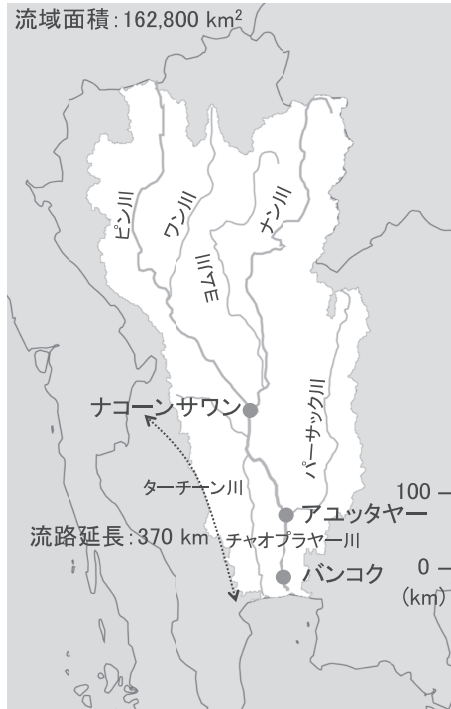 流域面積：162,800 km²
ピン川
ワン川
ヨム川
ナン川
パーサック川
ナコーンサワン
ターチーン川
アユッタヤー
流路延長：370 km
チャオプラヤー川
バンコク
100
0
(km)